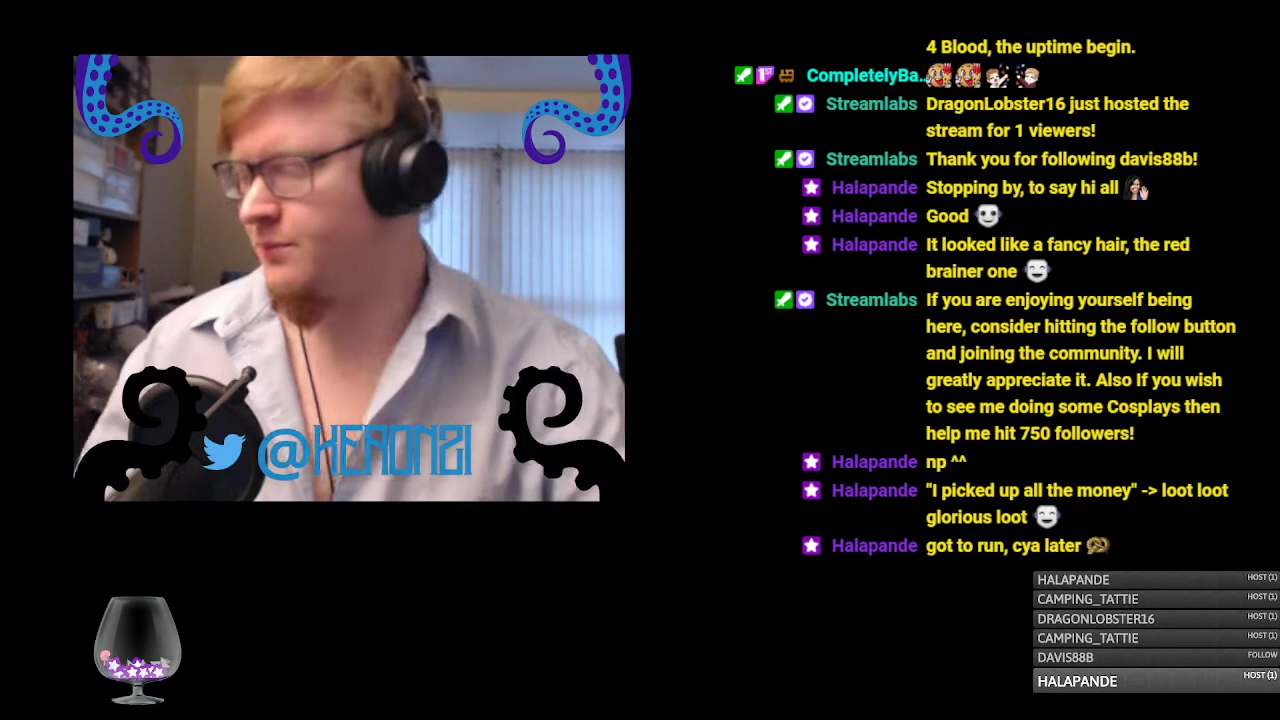 @KEAONZI
4 Blood, the uptime begin.
CompletelyBa..
Streamlabs DragonLobster16 just hosted the
stream for 1 viewers!
Streamlabs Thank you for following davis88b!
Halapande Stopping by, to say hi all
Halapande Good
Halapande It looked like a fancy hair, the red
brainer one
Streamlabs If you are enjoying yourself being
here, consider hitting the follow button
and joining the community. I will
greatly appreciate it. Also If you wish
to see me doing some Cosplays then
help me hit 750 followers!
Halapande np ^^
Halapande "I picked up all the money" -> loot loot
glorious loot
Halapande got to run, cya later
HALAPANDE HOST (1)
CAMPING_TATTIE HOST (1)
DRAGONLOBSTER16 HOST (1)
CAMPING_TATTIE HOST (1)
DAVIS88B FOLLOW
HALAPANDE HOST (1)